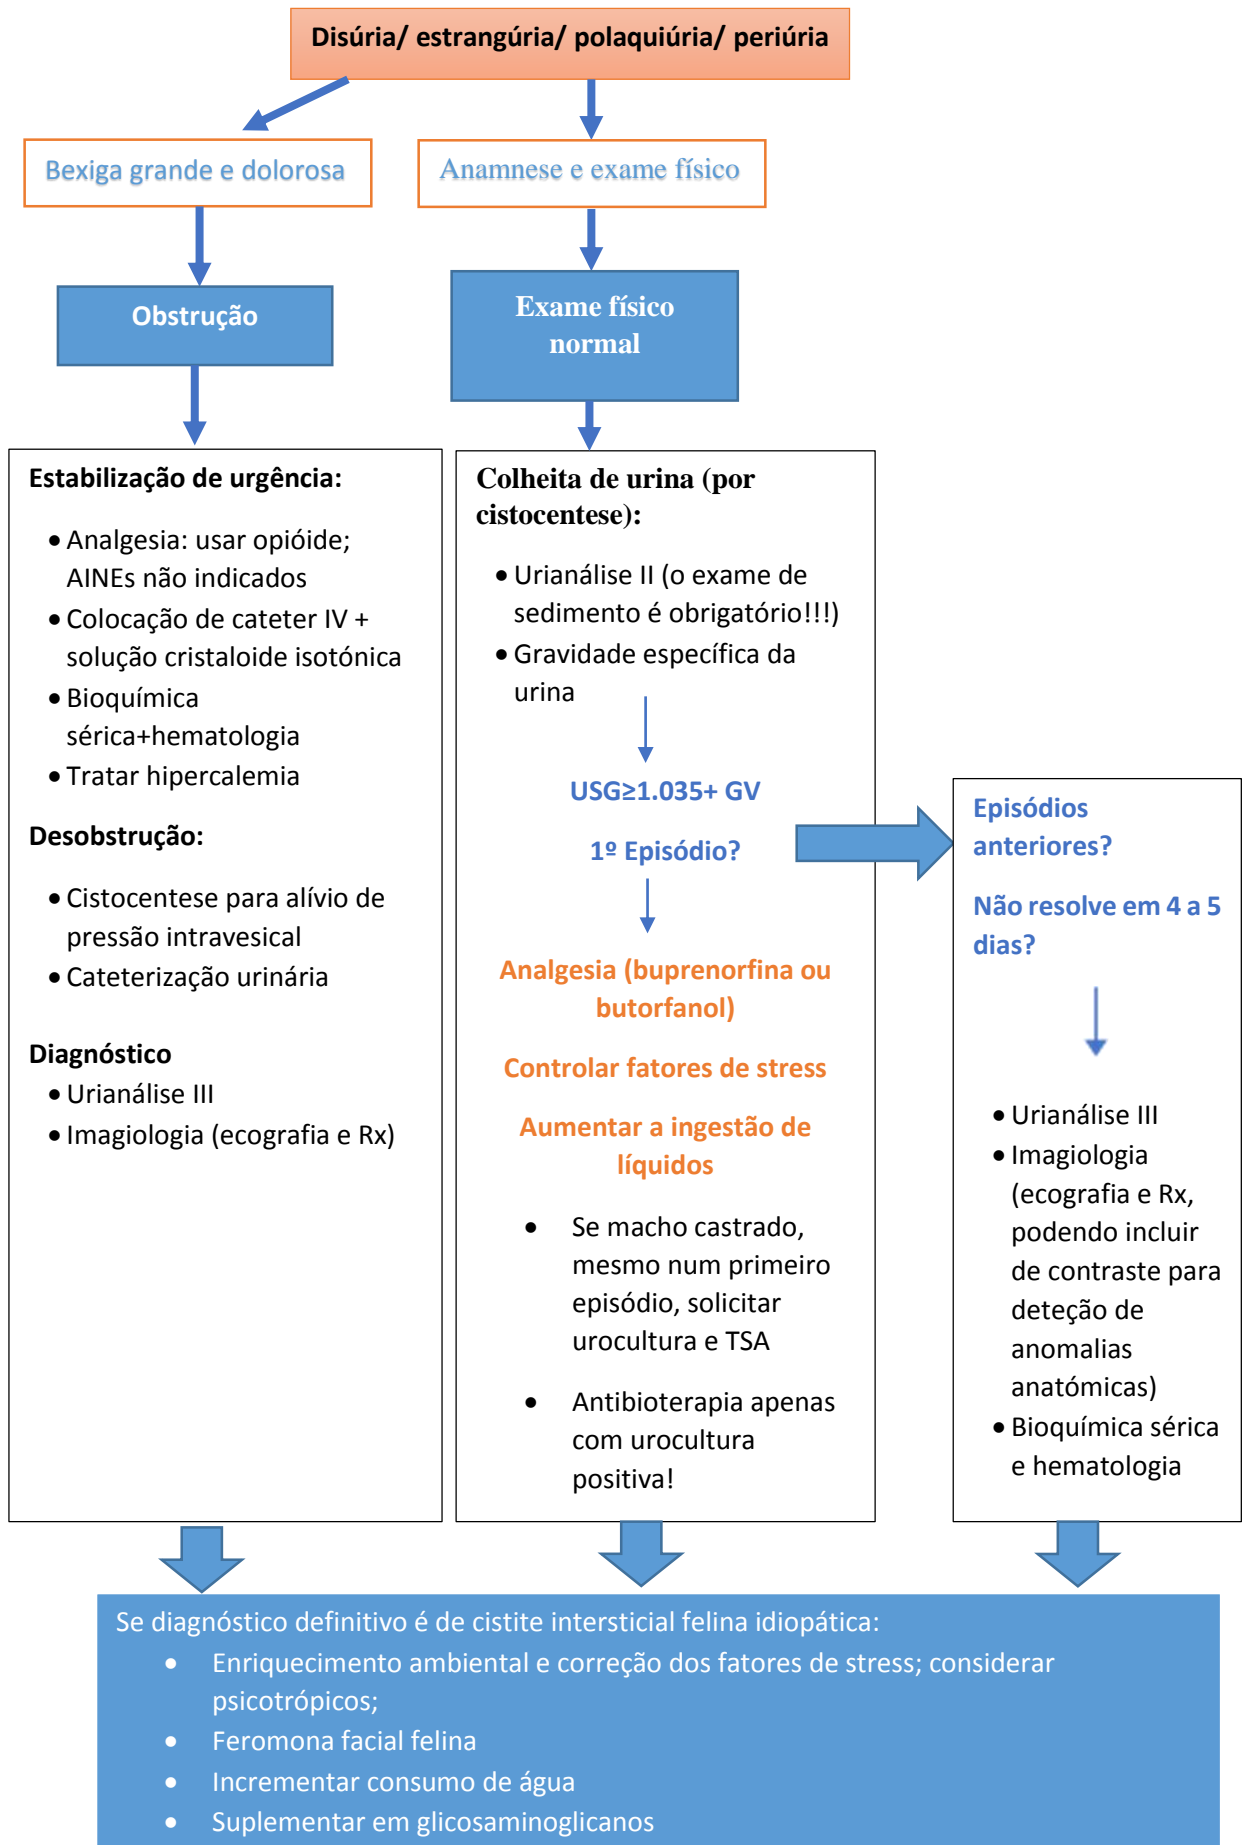 Disúria/ estrangúria/ polaquiúria/ periúria
Bexiga grande e dolorosa
Anamnese e exame físico
Obstrução
Exame físico
normal
Estabilização de urgência:
• Analgesia: usar opióide;
AINEs não indicados
• Colocação de cateter IV +
solução cristaloide isotónica
• Bioquímica
sérica+hematologia
• Tratar hipercalemia
Desobstrução:
• Cistocentese para alívio de
pressão intravesical
• Cateterização urinária
Diagnóstico
• Urianálise III
• Imagiologia (ecografia e Rx)
Colheita de urina (por
cistocentese):
• Urianálise II (o exame de
sedimento é obrigatório!!!)
• Gravidade específica da
urina
USG≥1.035+ GV
1º Episódio?
Analgesia (buprenorfina ou
butorfanol)
Controlar fatores de stress
Aumentar a ingestão de
líquidos
• Se macho castrado,
mesmo num primeiro
episódio, solicitar
urocultura e TSA
• Antibioterapia apenas
com urocultura
positiva!
Episódios
anteriores?
Não resolve em 4 a 5
dias?
• Urianálise III
• Imagiologia
(ecografia e Rx,
podendo incluir
de contraste para
deteção de
anomalias
anatómicas)
• Bioquímica sérica
e hematologia
Se diagnóstico definitivo é de cistite intersticial felina idiopática:
• Enriquecimento ambiental e correção dos fatores de stress; considerar
psicotrópicos;
• Feromona facial felina
• Incrementar consumo de água
• Suplementar em glicosaminoglicanos